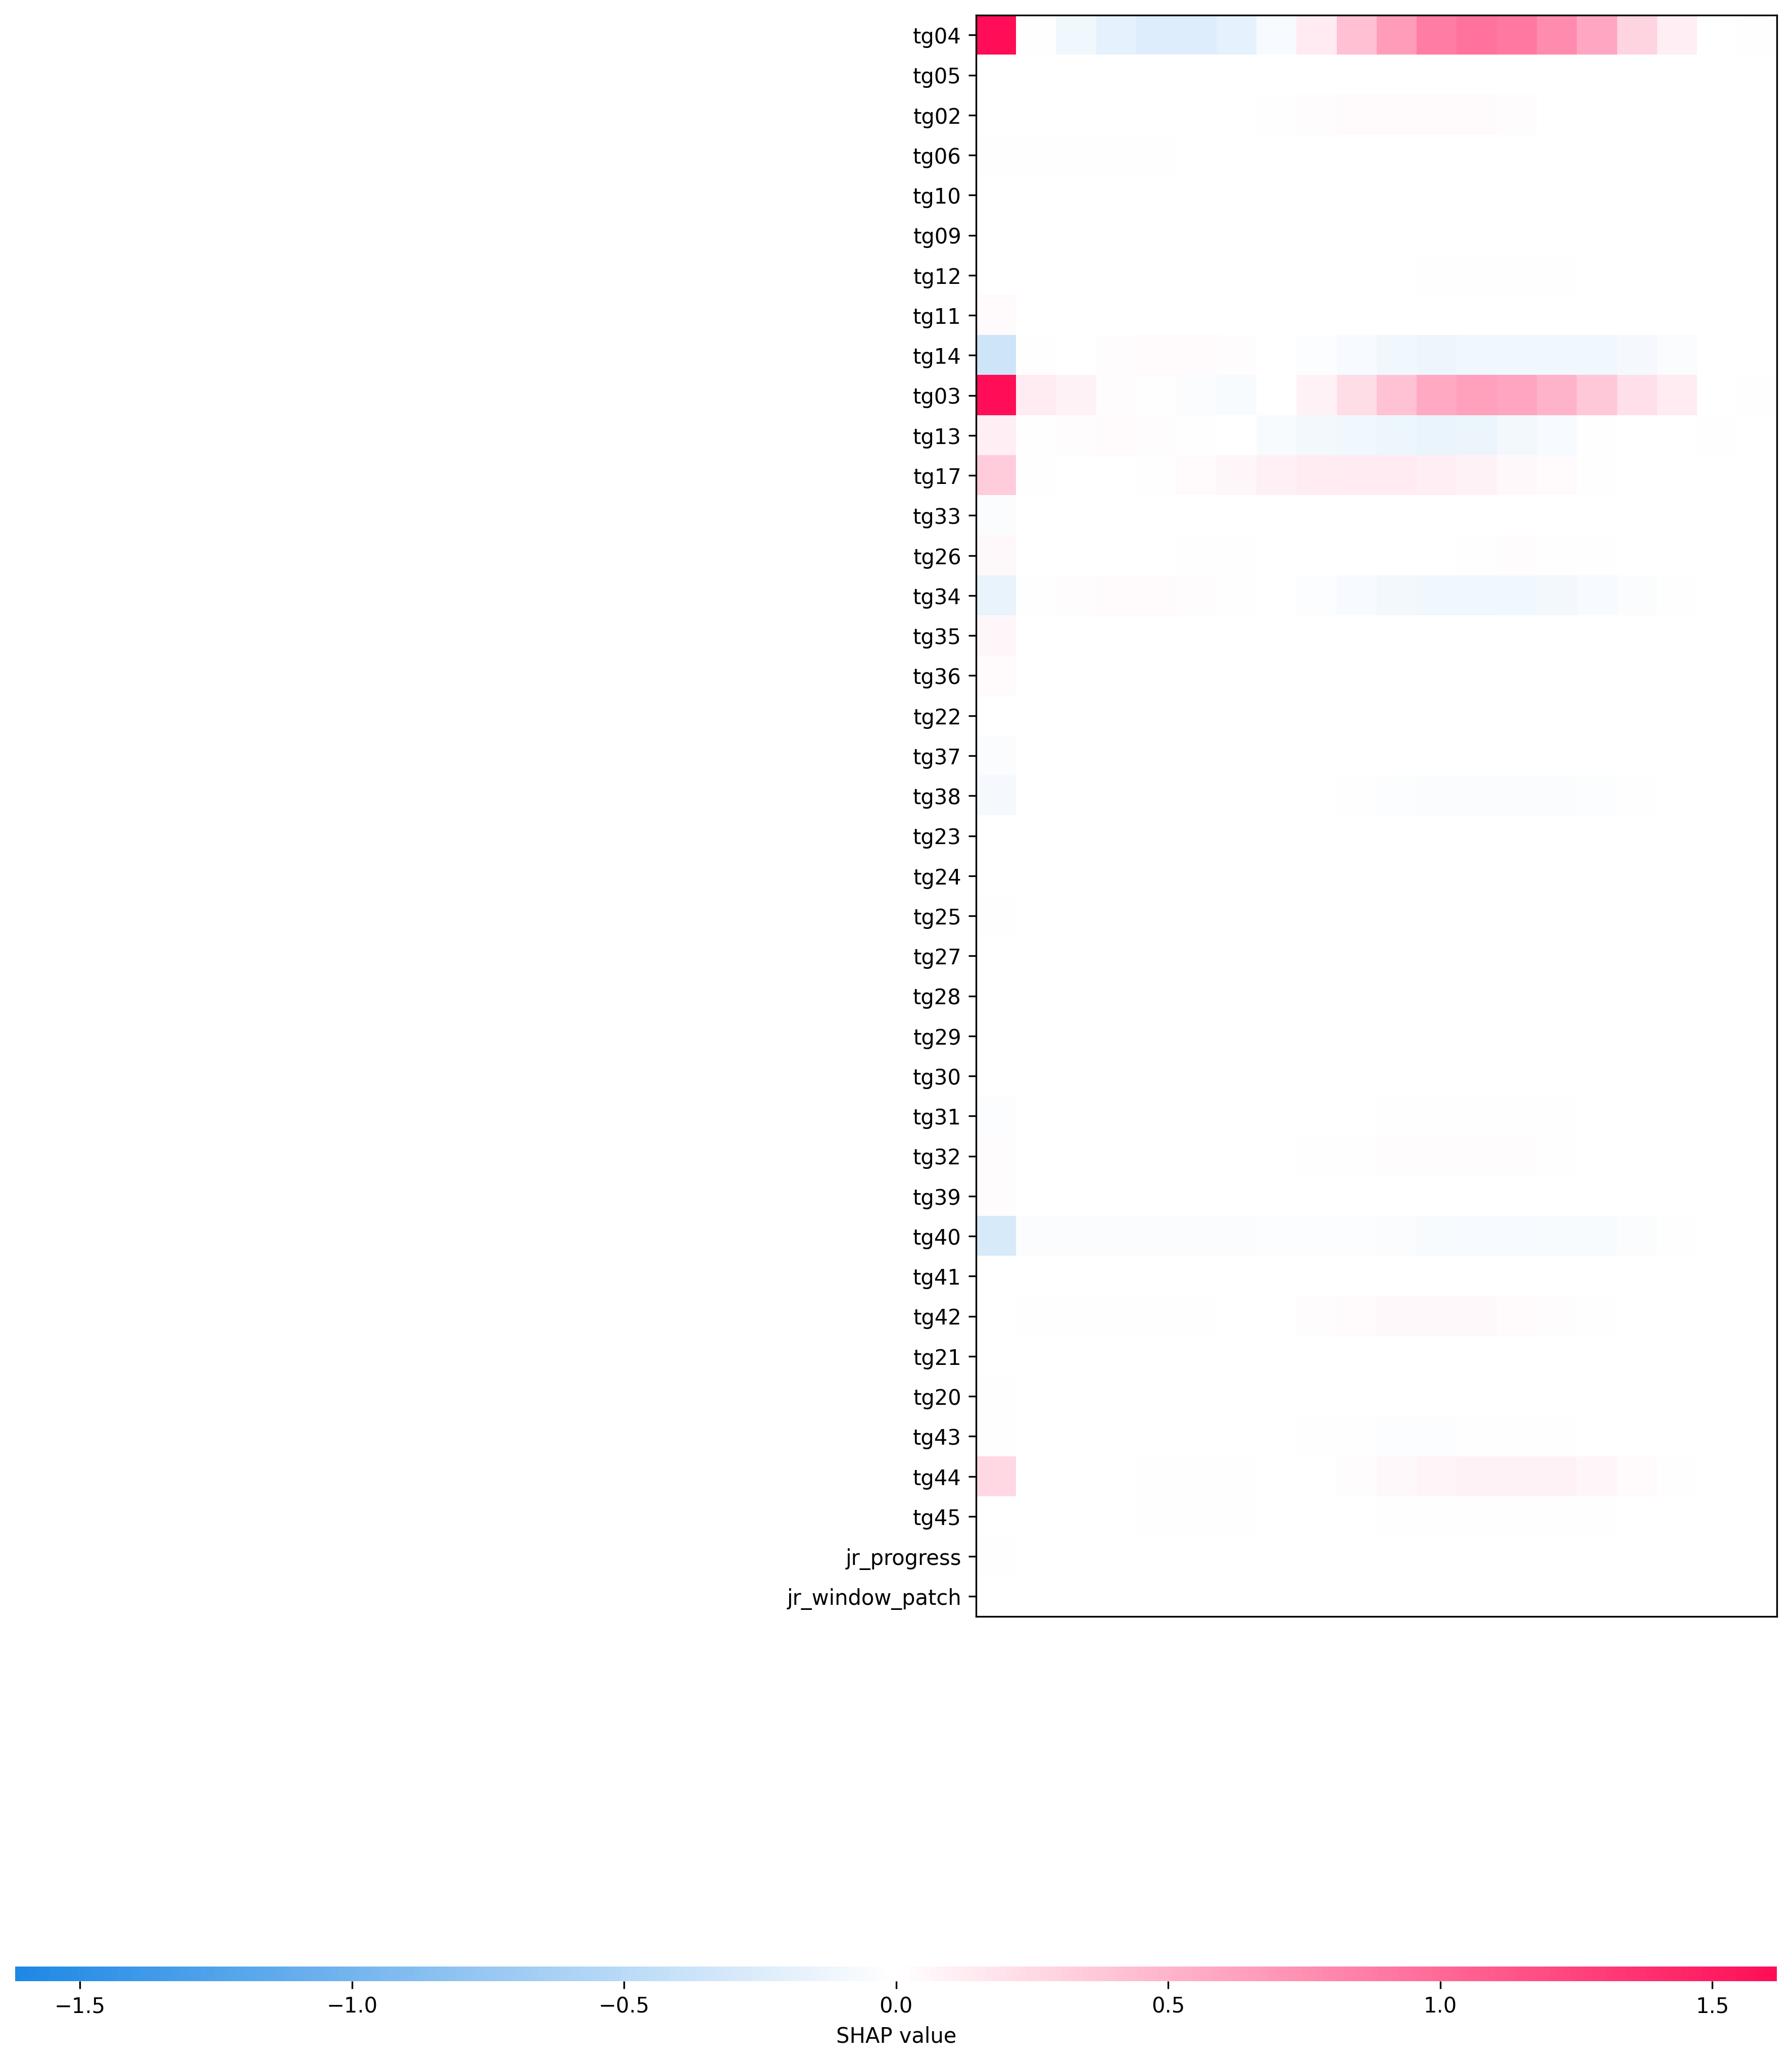 tg04
tg05
tg02
tg06
tg10
tg09
tg12
tg11
tg14
tg03
tg13
tg17
tg33
tg26
tg34
tg35
tg36
tg22
tg37
tg38
tg23
tg24
tg25
tg27
tg28
tg29
tg30
tg31
tg32
tg39
tg40
tg41
tg42
tg21
tg20
tg43
tg44
tg45
jr_progress
jr_window_patch
−1.5 −1.0 −0.5 0.0 0.5 1.0 1.5
SHAP value